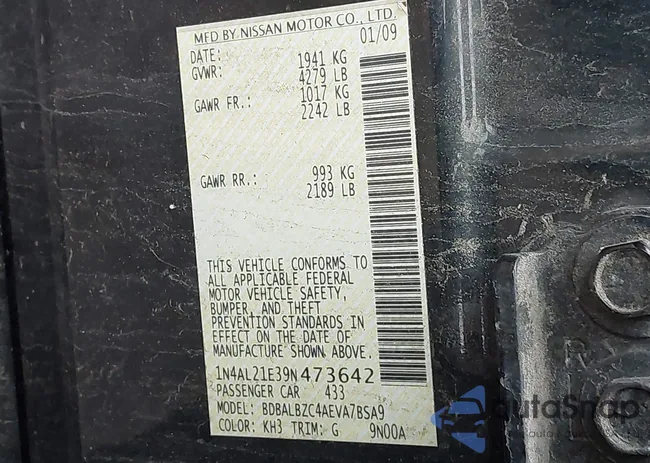 MFD BY NISSAN MOTOR CO., LTD.
DATE: 01/09
GVWR: 1941 KG
4279 LB
GAWR FR.: 1017 KG
2242 LB
GAWR RR.: 993 KG
2189 LB
THIS VEHICLE CONFORMS TO
ALL APPLICABLE FEDERAL
MOTOR VEHICLE SAFETY,
BUMPER, AND THEFT
PREVENTION STANDARDS IN
EFFECT ON THE DATE OF
MANUFACTURE SHOWN ABOVE.
1N4AL21E39N473642
PASSENGER CAR 433
MODEL: BDBALBZC4AEVA7BSA9
COLOR: KH3 TRIM: G 9N00A
R
AutoSnap